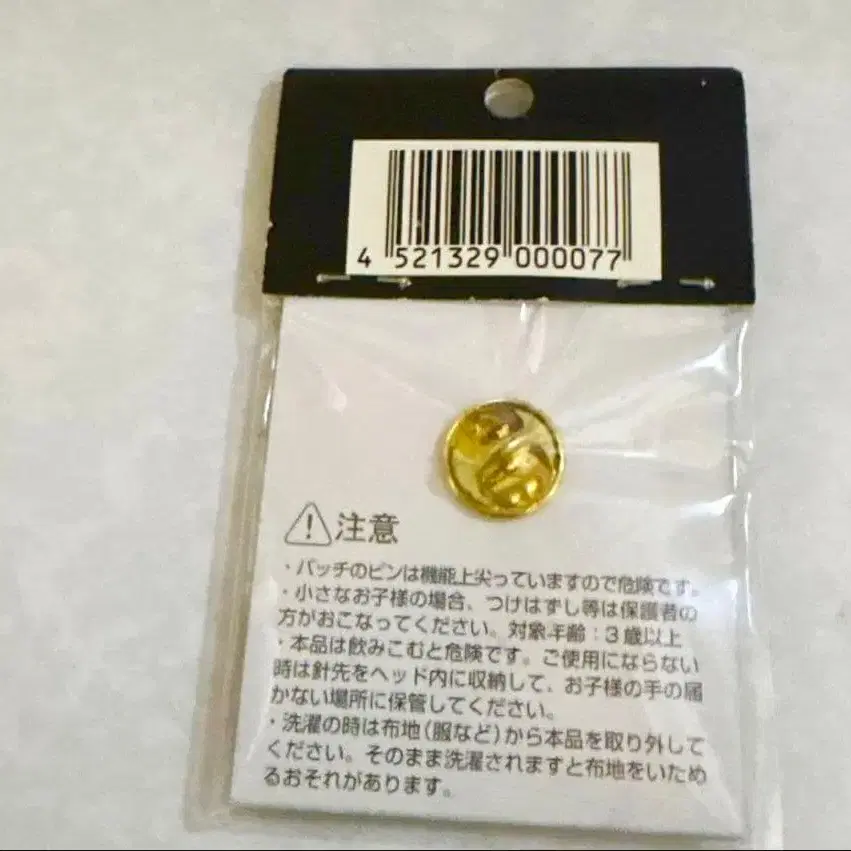 4 521329 000077
注意
・バッチのピンは機能上尖っていますので危険です。
・小さなお子様の場合、つけはずし等は保護者の
方がおこなってください。対象年齢：3歳以上
・本品は飲みこむと危険です。ご使用にならない
時は針先をヘッド内に収納して、お子様の手の届
かない場所に保管してください。
・洗濯の時は布地（服など）から本品を取り外して
ください。そのまま洗濯されますと布地をいため
るおそれがあります。